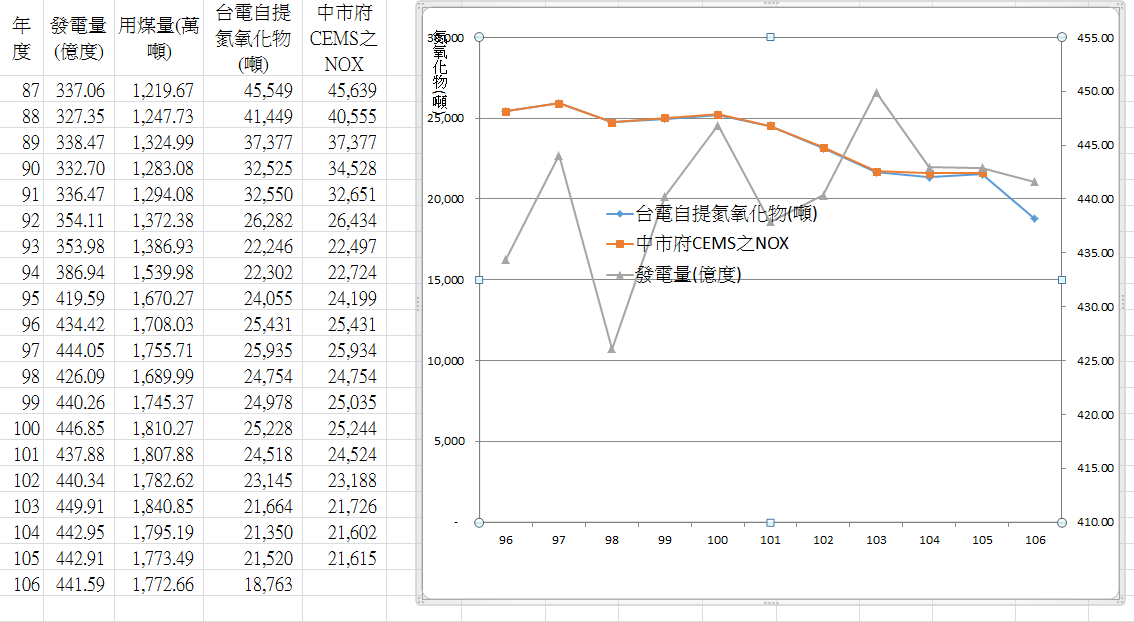 年度 發電量(億度) 用煤量(萬噸) 台電自提氮氧化物(噸) 中市府CEMS之NOX
87 337.06 1,219.67 45,549 45,639
88 327.35 1,247.73 41,449 40,555
89 338.47 1,324.99 37,377 37,377
90 332.70 1,283.08 32,525 34,528
91 336.47 1,294.08 32,550 32,651
92 354.11 1,372.38 26,282 26,434
93 353.98 1,386.93 22,246 22,497
94 386.94 1,539.98 22,302 22,724
95 419.59 1,670.27 24,055 24,199
96 434.42 1,708.03 25,431 25,431
97 444.05 1,755.71 25,935 25,934
98 426.09 1,689.99 24,754 24,754
99 440.26 1,745.37 24,978 25,035
100 446.85 1,810.27 25,228 25,244
101 437.88 1,807.88 24,518 24,524
102 440.34 1,782.62 23,145 23,188
103 449.91 1,840.85 21,664 21,726
104 442.95 1,795.19 21,350 21,602
105 442.91 1,773.49 21,520 21,615
106 441.59 1,772.66 18,763
氮氧化物(噸
30,000
25,000
20,000
15,000
10,000
5,000
-
台電自提氮氧化物(噸)
中市府CEMS之NOX
發電量(億度)
455.00
450.00
445.00
440.00
435.00
430.00
425.00
420.00
415.00
410.00
96 97 98 99 100 101 102 103 104 105 106